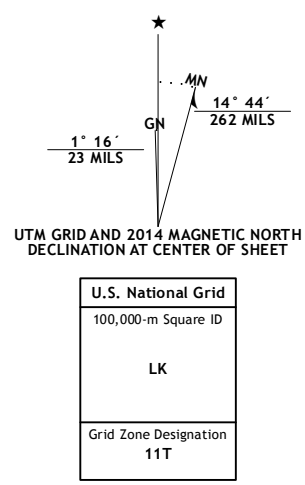 ★
MN
14° 44´
262 MILS
GN
1° 16´
23 MILS
UTM GRID AND 2014 MAGNETIC NORTH
DECLINATION AT CENTER OF SHEET
U.S. National Grid
100,000-m Square ID
LK
Grid Zone Designation
11T